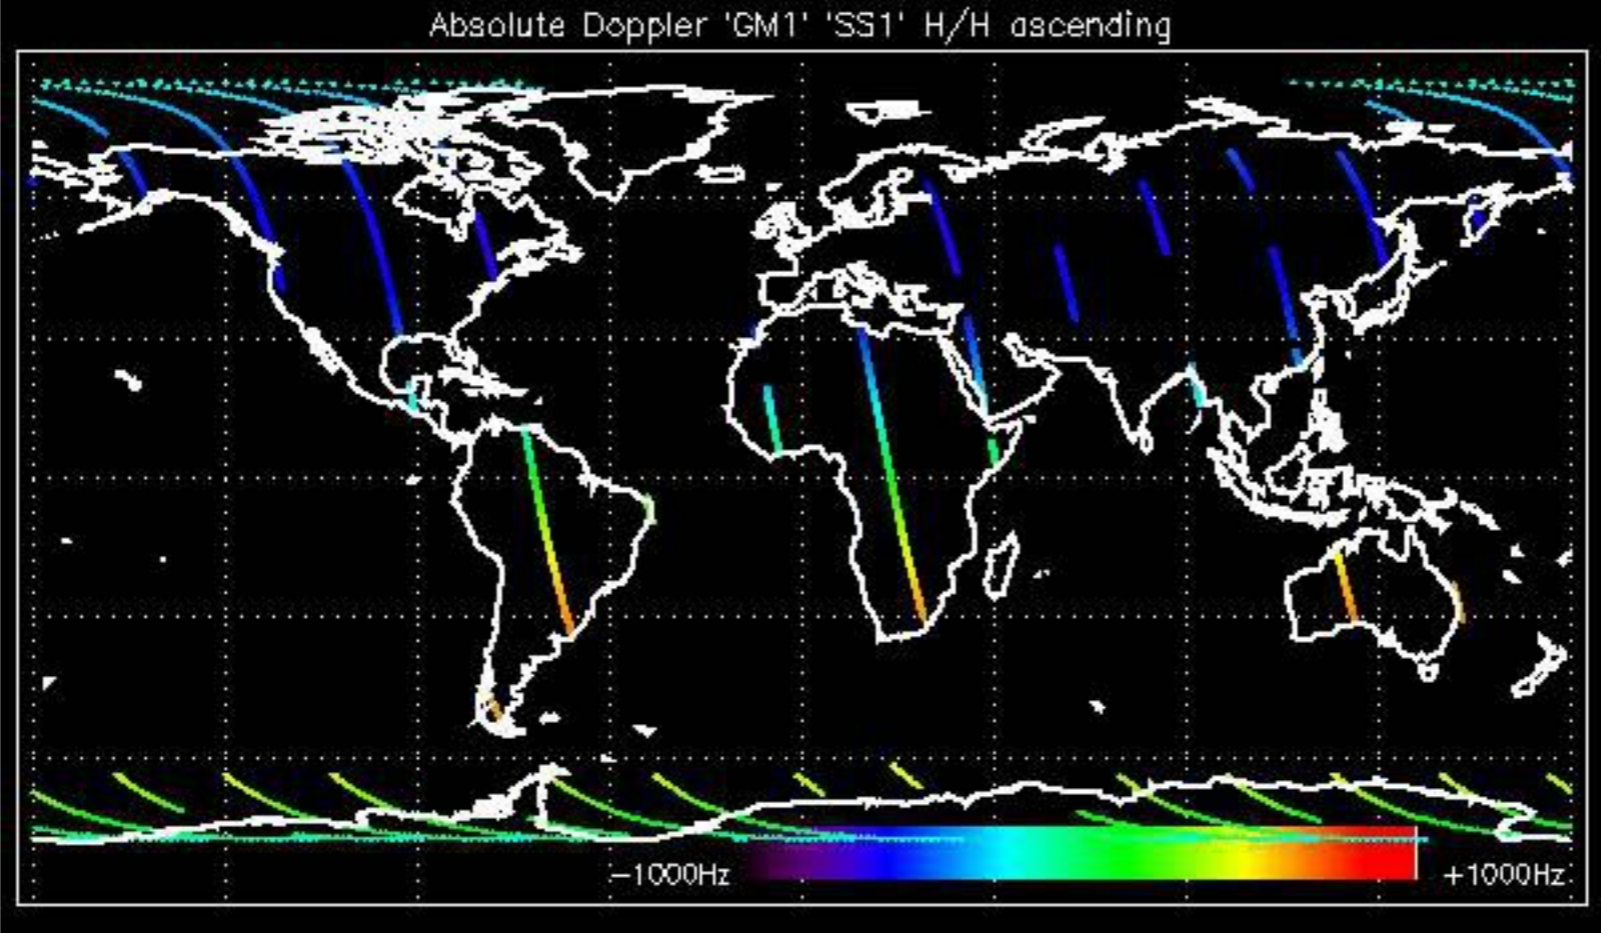 Absolute Doppler 'GM1' 'SS1' H/H ascending
−1000Hz
+1000Hz